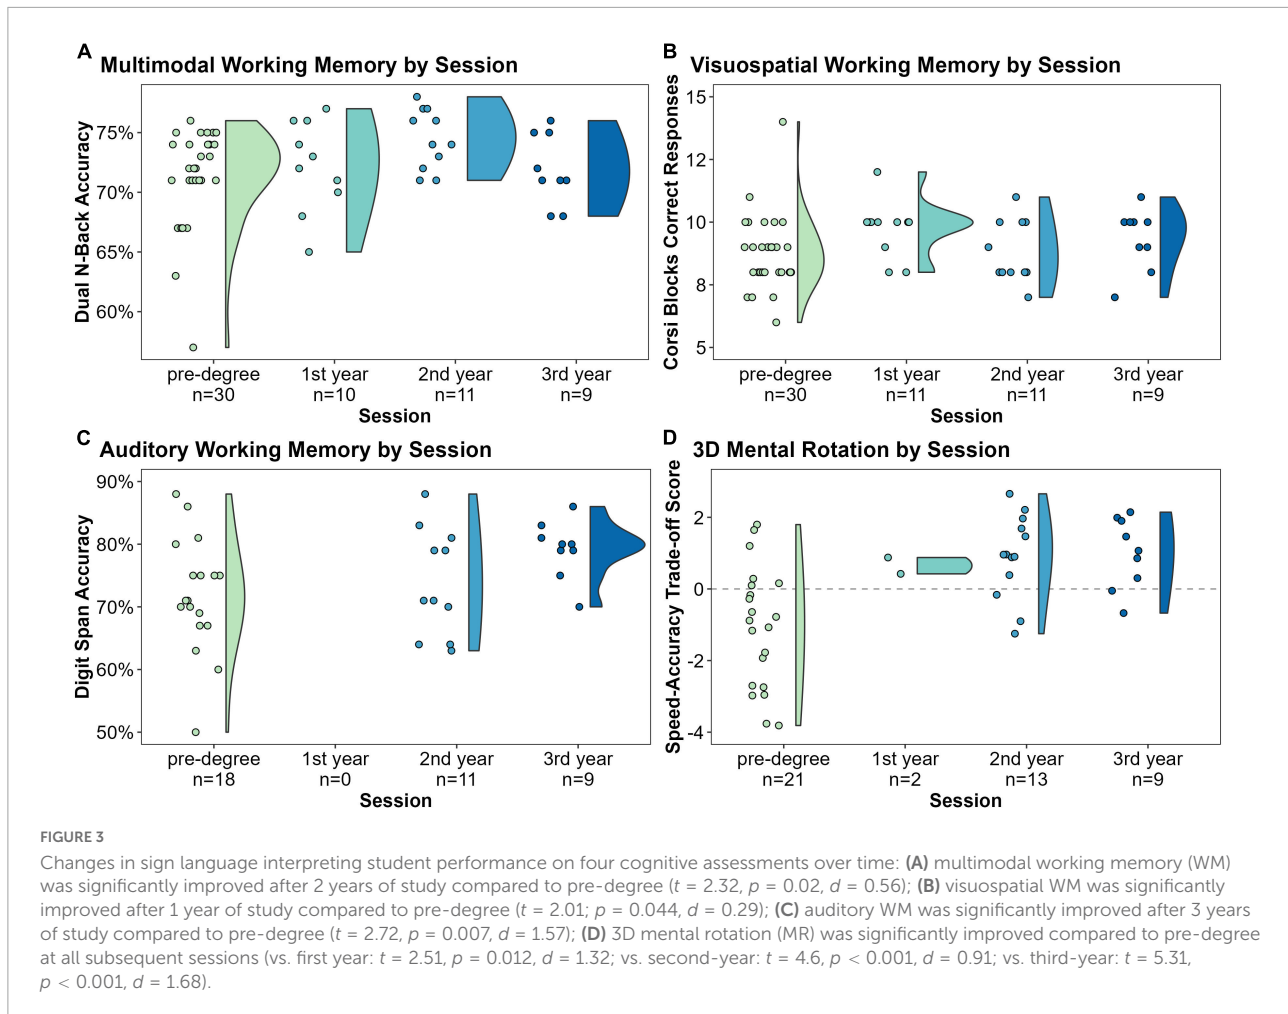 A
Multimodal Working Memory by Session
Dual N-Back Accuracy
75%
70%
65%
60%
pre-degree 1st year 2nd year 3rd year
n=30 n=10 n=11 n=9
Session
B
Visuospatial Working Memory by Session
Corsi Blocks Correct Responses
15
12
10
8
5
pre-degree 1st year 2nd year 3rd year
n=30 n=11 n=11 n=9
Session
C
Auditory Working Memory by Session
Digit Span Accuracy
90%
80%
70%
60%
50%
pre-degree 1st year 2nd year 3rd year
n=18 n=0 n=11 n=9
Session
D
3D Mental Rotation by Session
Speed-Accuracy Trade-off Score
2
0
-2
-4
pre-degree 1st year 2nd year 3rd year
n=21 n=2 n=13 n=9
Session
FIGURE 3
Changes in sign language interpreting student performance on four cognitive assessments over time: (A) multimodal working memory (WM)
was significantly improved after 2 years of study compared to pre-degree (t = 2.32, p = 0.02, d = 0.56); (B) visuospatial WM was significantly
improved after 1 year of study compared to pre-degree (t = 2.01; p = 0.044, d = 0.29); (C) auditory WM was significantly improved after 3 years
of study compared to pre-degree (t = 2.72, p = 0.007, d = 1.57); (D) 3D mental rotation (MR) was significantly improved compared to pre-degree
at all subsequent sessions (vs. first year: t = 2.51, p = 0.012, d = 1.32; vs. second-year: t = 4.6, p < 0.001, d = 0.91; vs. third-year: t = 5.31,
p < 0.001, d = 1.68).